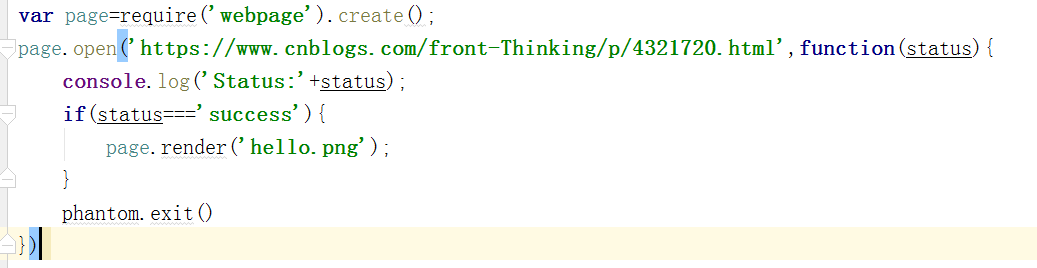 var page=require('webpage').create();
page.open('https://www.cnblogs.com/front-Thinking/p/4321720.html',function(status){
console.log('Status:'+status);
if(status==='success'){
page.render('hello.png');
}
phantom.exit()
})